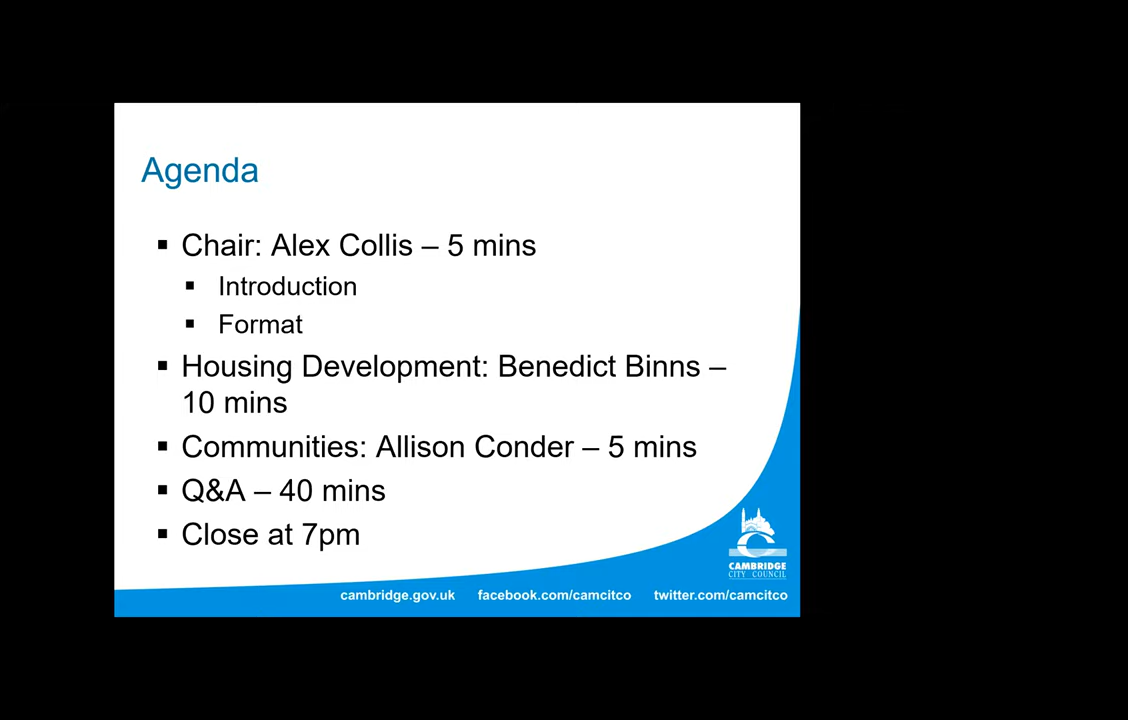 Agenda
▪ Chair: Alex Collis – 5 mins
▪ Introduction
▪ Format
▪ Housing Development: Benedict Binns –
10 mins
▪ Communities: Allison Conder – 5 mins
▪ Q&A – 40 mins
▪ Close at 7pm
CAMBRIDGE
CITY COUNCIL
cambridge.gov.uk facebook.com/camcitco twitter.com/camcitco